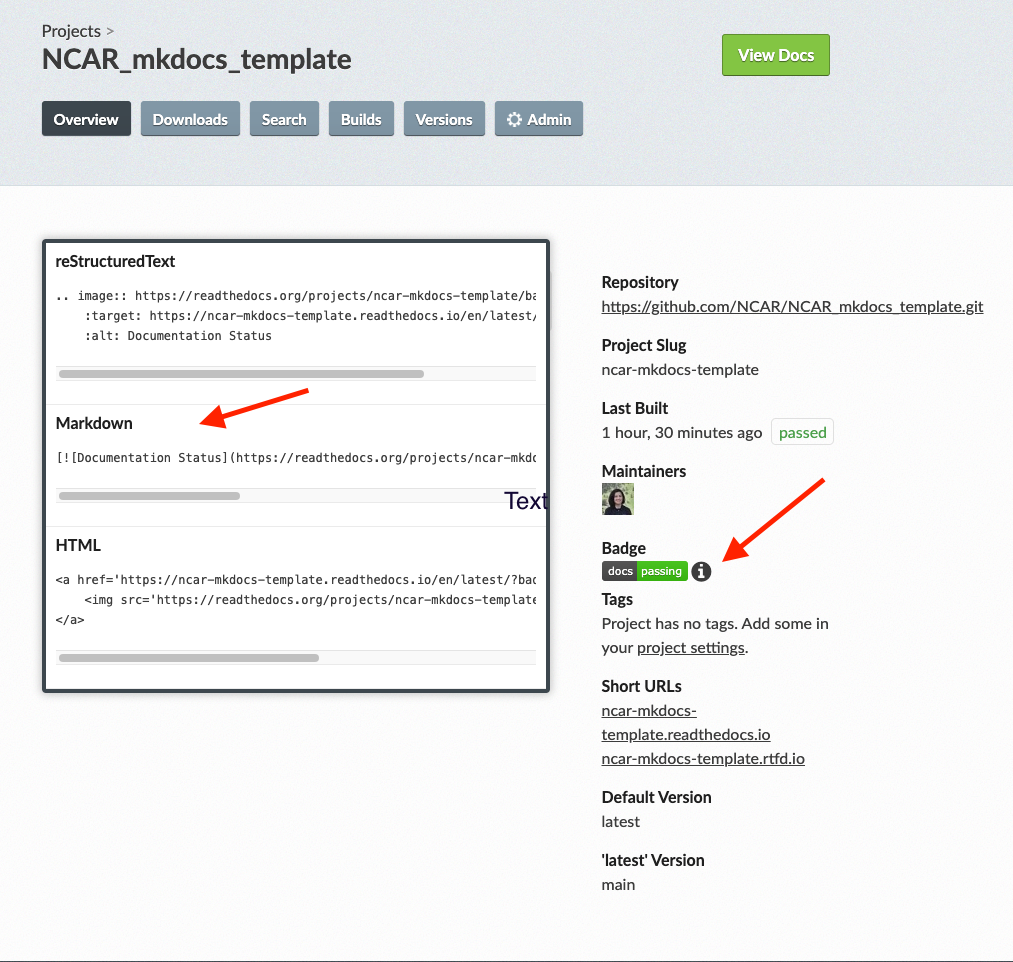 Projects >
NCAR_mkdocs_template
View Docs
Overview
Downloads
Search
Builds
Versions
Admin
reStructuredText
.. image:: https://readthedocs.org/projects/ncar-mkdocs-template/ba
:target: https://ncar-mkdocs-template.readthedocs.io/en/latest/
:alt: Documentation Status
Markdown
[![Documentation Status](https://readthedocs.org/projects/ncar-mkdo
Text
HTML
<a href='https://ncar-mkdocs-template.readthedocs.io/en/latest/?bad
<img src='https://readthedocs.org/projects/ncar-mkdocs-template
</a>
Repository
https://github.com/NCAR/NCAR_mkdocs_template.git
Project Slug
ncar-mkdocs-template
Last Built
1 hour, 30 minutes ago passed
Maintainers
Badge
docs passing
Tags
Project has no tags. Add some in
your project settings.
Short URLs
ncar-mkdocs-
template.readthedocs.io
ncar-mkdocs-template.rtfd.io
Default Version
latest
'latest' Version
main